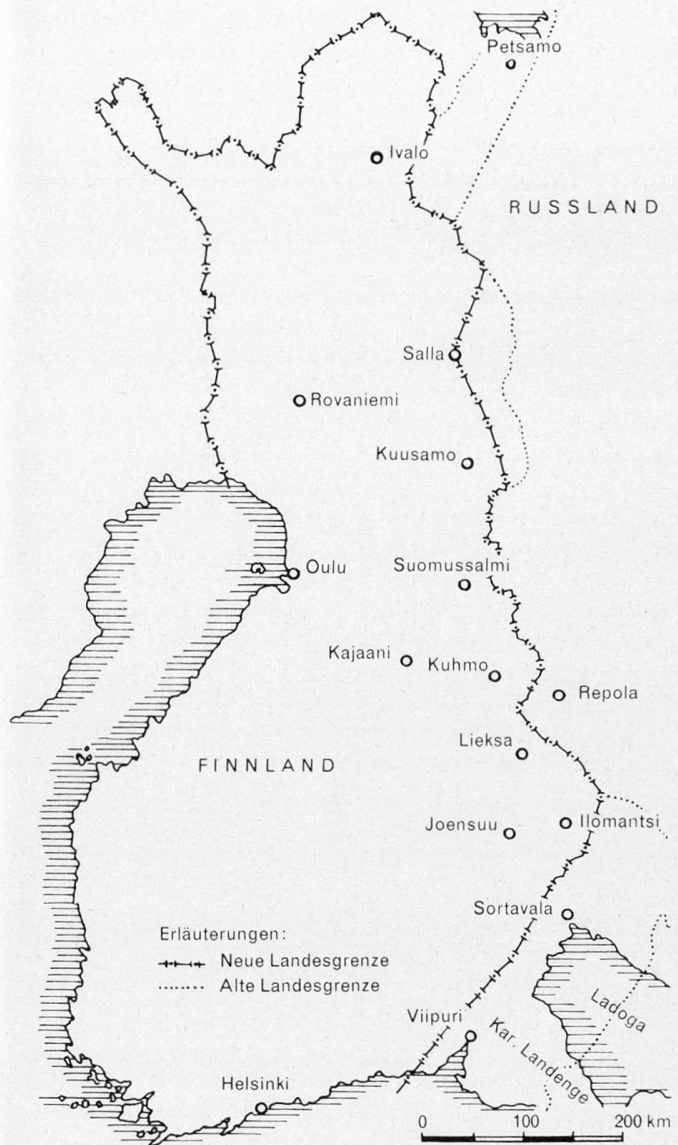 Petsamo
Ivalo
RUSSLAND
Salla
Rovaniemi
Kuusamo
Oulu
Suomussalmi
Kajaani
Kuhmo
Repola
Lieksa
FINNLAND
Joensuu
Ilomantsi
Sortavala
Erläuterungen:
Neue Landesgrenze
Alte Landesgrenze
Viipuri
Kar. Landenge
Ladoga
Helsinki
0 100 200 km